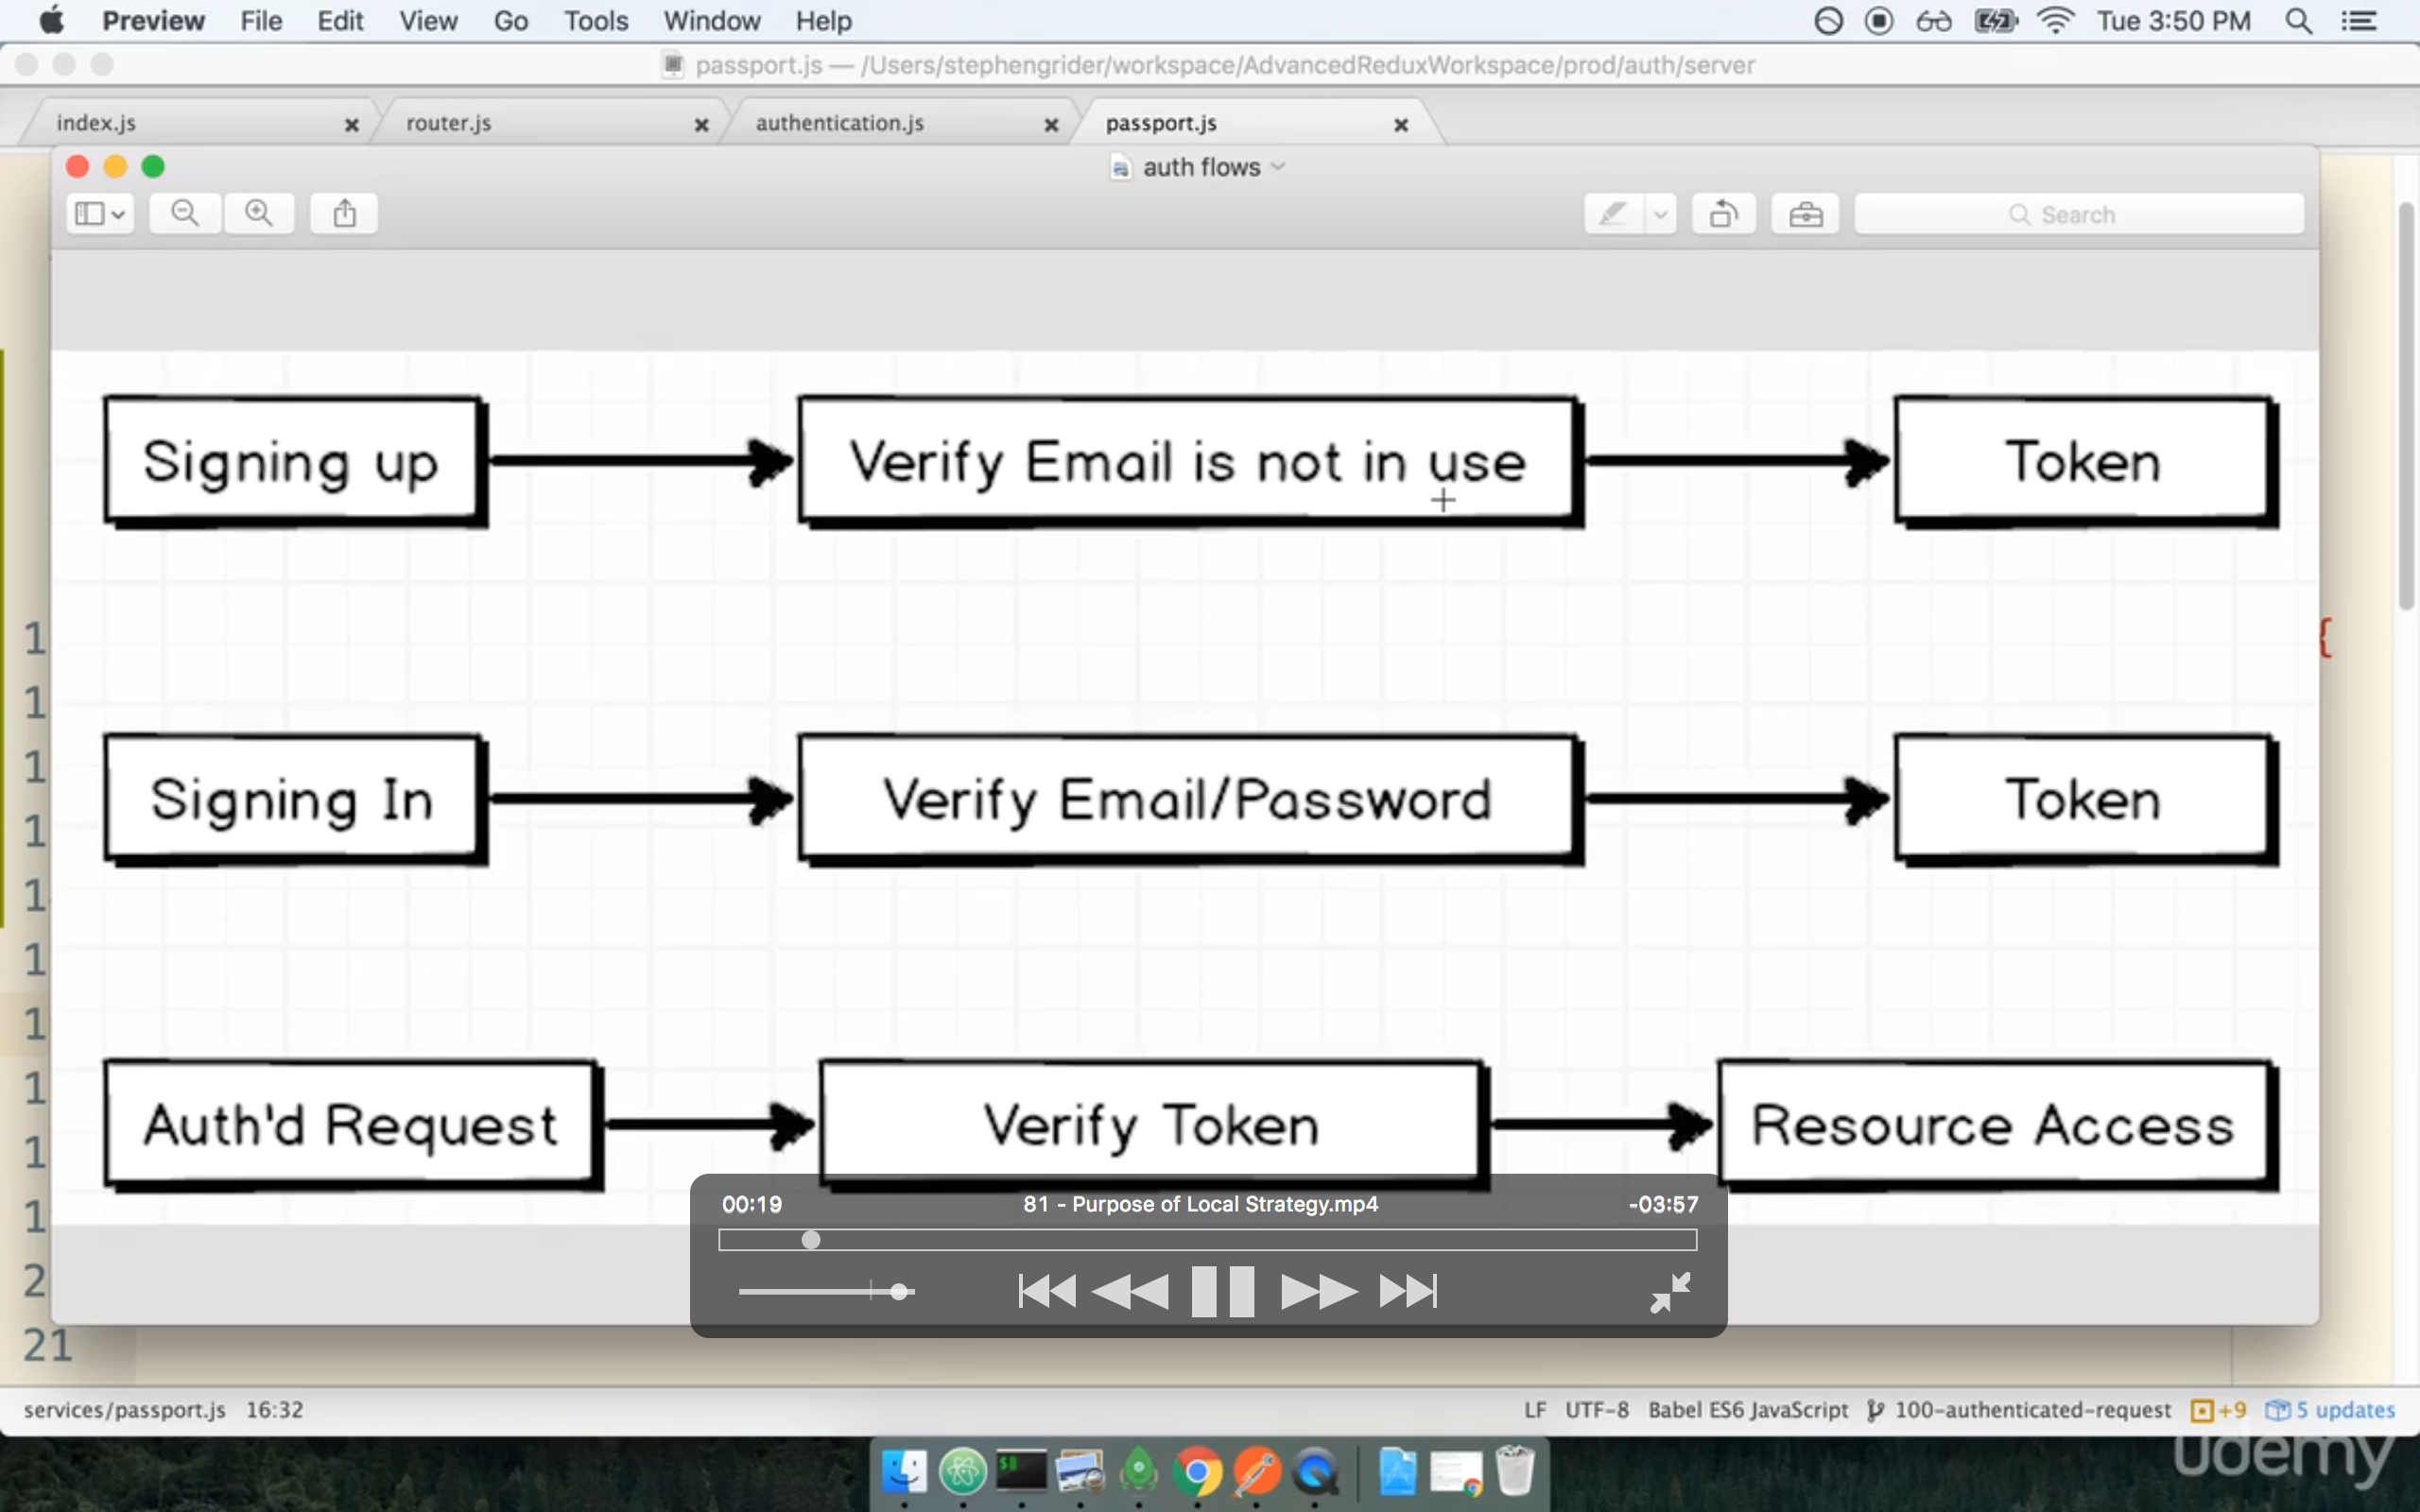 Preview File Edit View Go Tools Window Help Tue 3:50 PM
passport.js — /Users/stephengrider/workspace/AdvancedReduxWorkspace/prod/auth/server
index.js router.js authentication.js passport.js
auth flows
Search
Signing up Verify Email is not in use Token
1 {
1
Signing In Verify Email/Password Token
1
1
1
1
1
1
Auth'd Request Verify Token Resource Access
1
1
00:19 81 - Purpose of Local Strategy.mp4 -03:57
2
21
services/passport.js 16:32 LF UTF-8 Babel ES6 JavaScript 100-authenticated-request +9 5 updates
udemy